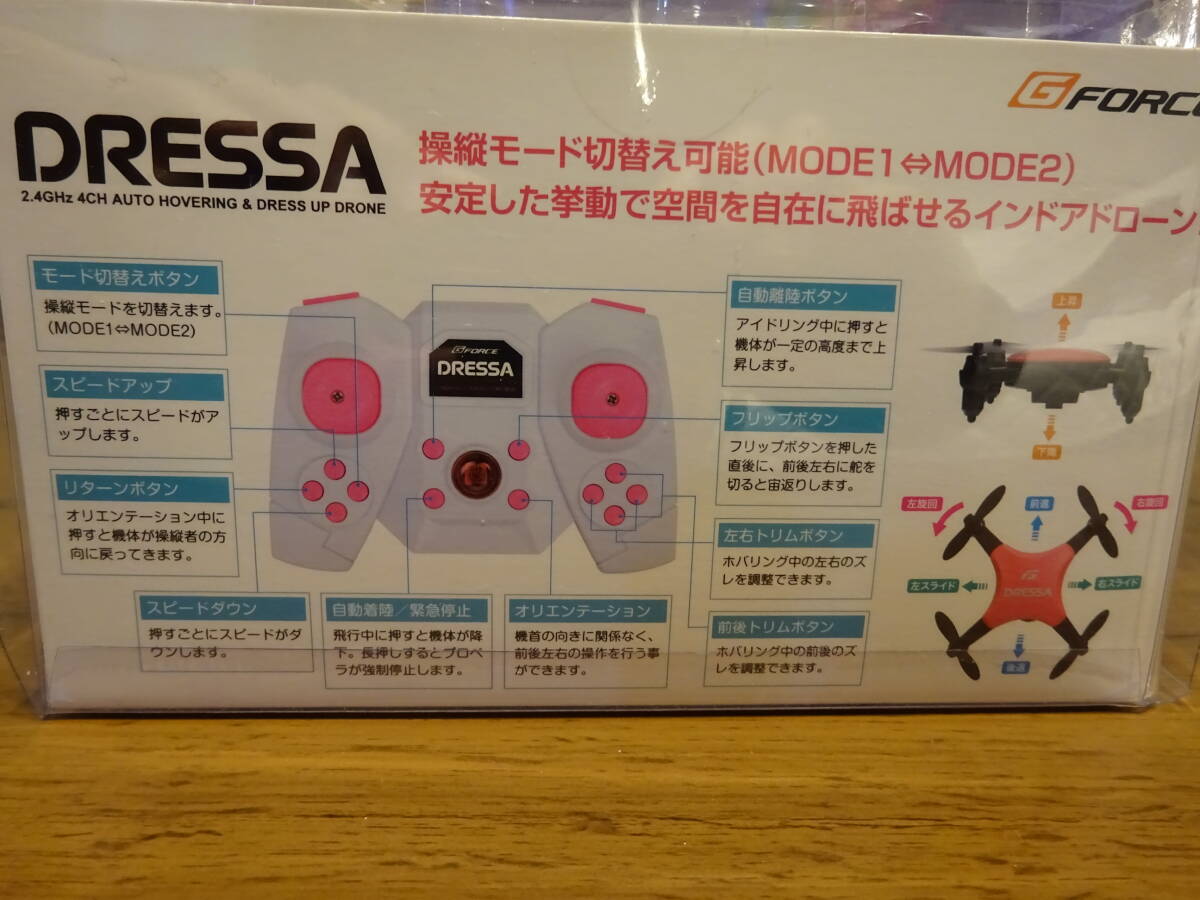 G FORCE
DRESSA
2.4GHz 4CH AUTO HOVERING & DRESS UP DRONE
操縦モード切替え可能(MODE1⇔MODE2)
安定した挙動で空間を自在に飛ばせるインドアドローン
モード切替えボタン
操縦モードを切替えます。
(MODE1⇔MODE2)
スピードアップ
押すごとにスピードがア
ップします。
リターンボタン
オリエンテーション中に
押すと機体が操縦者の方
向に戻ってきます。
スピードダウン
押すごとにスピードがダ
ウンします。
自動着陸/緊急停止
飛行中に押すと機体が降
下。長押しするとプロペ
ラが強制停止します。
オリエンテーション
機首の向きに関係なく、
前後左右の操作を行う事
ができます。
G FORCE
DRESSA
自動離陸ボタン
アイドリング中に押すと
機体が一定の高度まで上
昇します。
フリップボタン
フリップボタンを押した
直後に、前後左右に舵を
切ると宙返りします。
左右トリムボタン
ホバリング中の左右のズ
レを調整できます。
前後トリムボタン
ホバリング中の前後のズ
レを調整できます。
上昇
下降
左旋回
前進
右旋回
左スライド
右スライド
DRESSA
後退